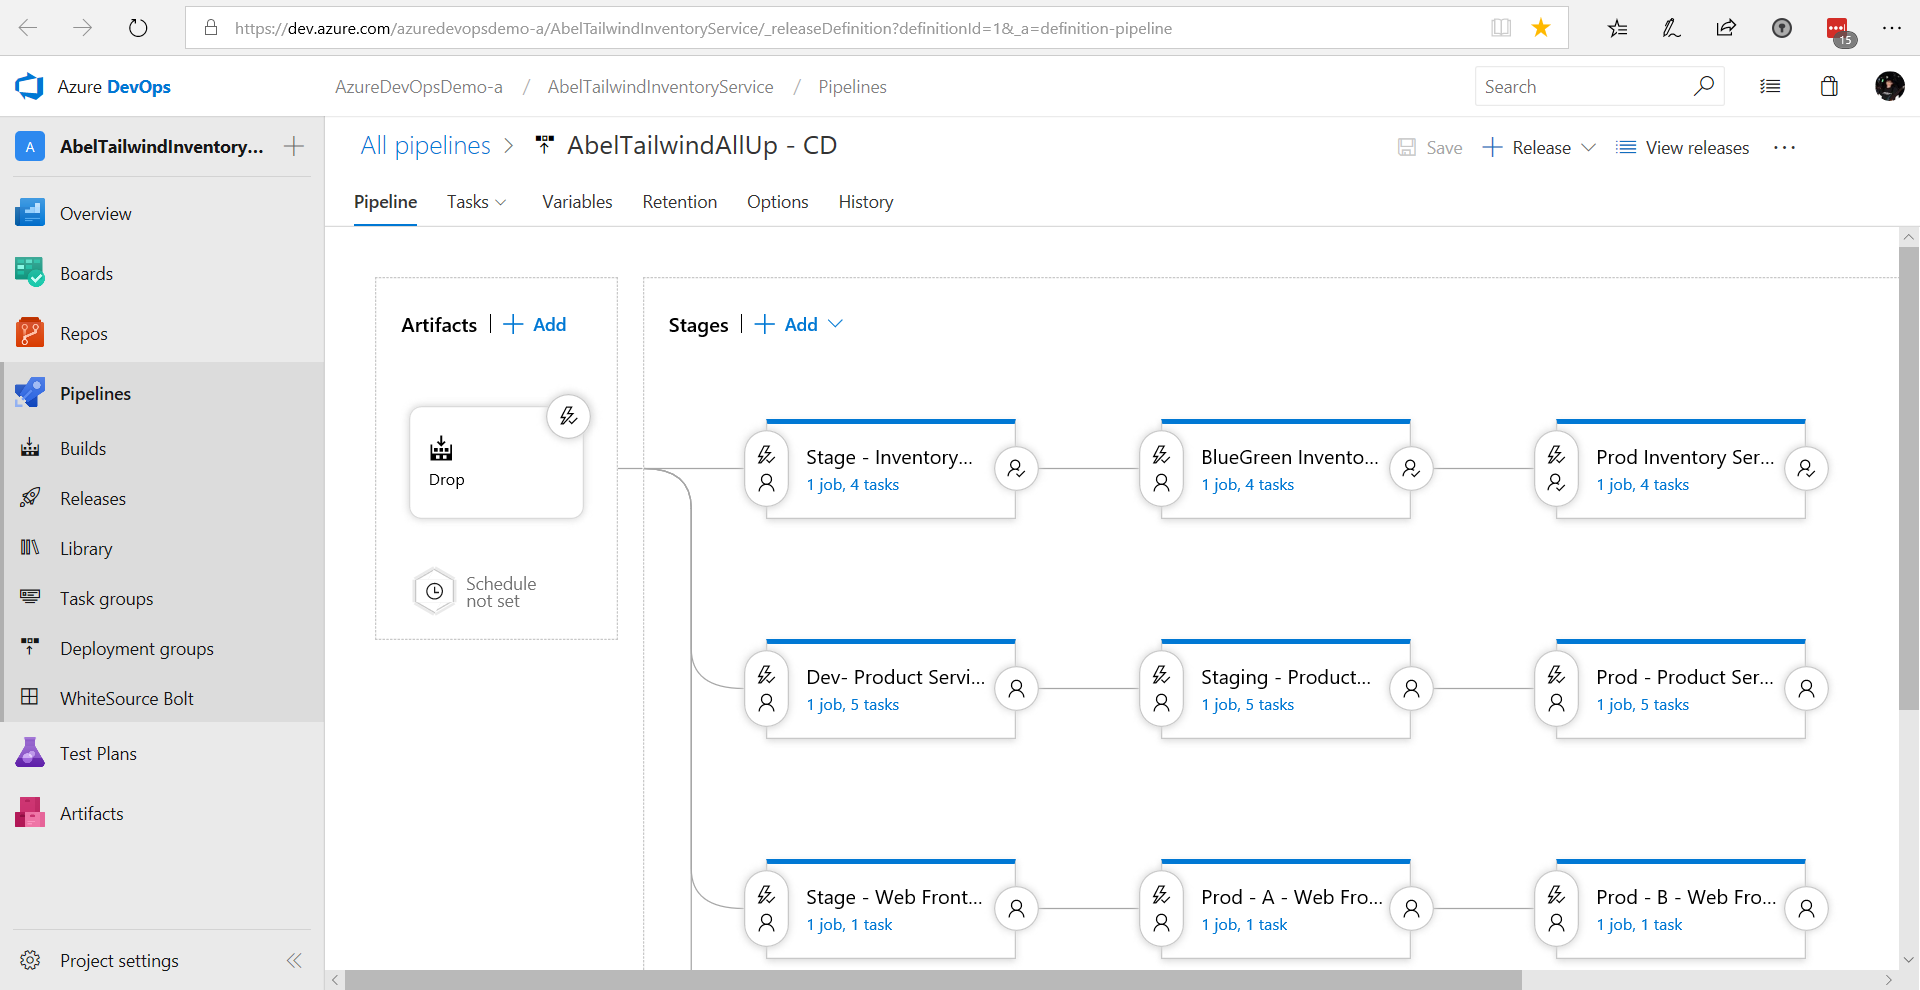 https://dev.azure.com/azuredevopsdemo-a/AbelTailwindInventoryService/_releaseDefinition?definitionId=1&_a=definition-pipeline
15
Azure DevOps
AzureDevOpsDemo-a / AbelTailwindInventoryService / Pipelines
Search
A AbelTailwindInventory...
All pipelines > AbelTailwindAllUp - CD
Save
Release
View releases
Pipeline
Tasks
Variables
Retention
Options
History
Overview
Boards
Repos
Pipelines
Builds
Releases
Library
Task groups
Deployment groups
WhiteSource Bolt
Test Plans
Artifacts
Project settings
Artifacts | + Add
Drop
Schedule
not set
Stages | + Add
Stage - Inventory...
1 job, 4 tasks
BlueGreen Invento...
1 job, 4 tasks
Prod Inventory Ser...
1 job, 4 tasks
Dev- Product Servi...
1 job, 5 tasks
Staging - Product...
1 job, 5 tasks
Prod - Product Ser...
1 job, 5 tasks
Stage - Web Front...
1 job, 1 task
Prod - A - Web Fro...
1 job, 1 task
Prod - B - Web Fro...
1 job, 1 task